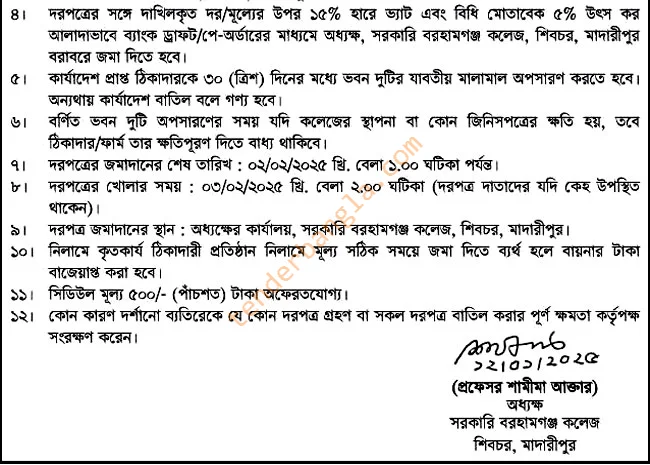 ৪। দরপত্রের সঙ্গে দাখিলকৃত দর/মূল্যের উপর ১৫% হারে ভ্যাট এবং বিধি মোতাবেক ৫% উৎস কর
আলাদাভাবে ব্যাংক ড্রাফট/পে-অর্ডারের মাধ্যমে অধ্যক্ষ, সরকারি বরহামগঞ্জ কলেজ, শিবচর, মাদারীপুর
বরাবরে জমা দিতে হবে।
৫। কার্যাদেশ প্রাপ্ত ঠিকাদারকে ৩০ (ত্রিশ) দিনের মধ্যে ভবন দুটির যাবতীয় মালামাল অপসারণ করতে হবে।
অন্যথায় কার্যাদেশ বাতিল বলে গণ্য হবে।
৬। বর্ণিত ভবন দুটি অপসারণের সময় যদি কলেজের স্থাপনা বা কোন জিনিসপত্রের ক্ষতি হয়, তবে
ঠিকাদার/ফার্ম তার ক্ষতিপূরণ দিতে বাধ্য থাকিবে।
৭। দরপত্রের জমাদানের শেষ তারিখ : ০২/০২/২০২৫ খ্রি. বেলা ১.০০ ঘটিকা পর্যন্ত।
৮। দরপত্রের খোলার সময় : ০৩/০২/২০২৫ খ্রি. বেলা ২.০০ ঘটিকা (দরপত্র দাতাদের যদি কেহ উপস্থিত
থাকেন)।
৯। দরপত্র জমাদানের স্থান : অধ্যক্ষের কার্যালয়, সরকারি বরহামগঞ্জ কলেজ, শিবচর, মাদারীপুর।
১০। নিলামে কৃতকার্য ঠিকাদারী প্রতিষ্ঠান নিলামে মূল্য সঠিক সময়ে জমা দিতে ব্যর্থ হলে বায়নার টাকা
বাজেয়াপ্ত করা হবে।
১১। সিডিউল মূল্য ৫০০/- (পাঁচশত) টাকা অফেরতযোগ্য।
১২। কোন কারণ দর্শানো ব্যতিরেকে যে কোন দরপত্র গ্রহণ বা সকল দরপত্র বাতিল করার পূর্ণ ক্ষমতা কর্তৃপক্ষ
সংরক্ষণ করেন।
১২/০১/২০২৫
(প্রফেসর শামীমা আক্তার)
অধ্যক্ষ
সরকারি বরহামগঞ্জ কলেজ
শিবচর, মাদারীপুর
tenderbangla.com